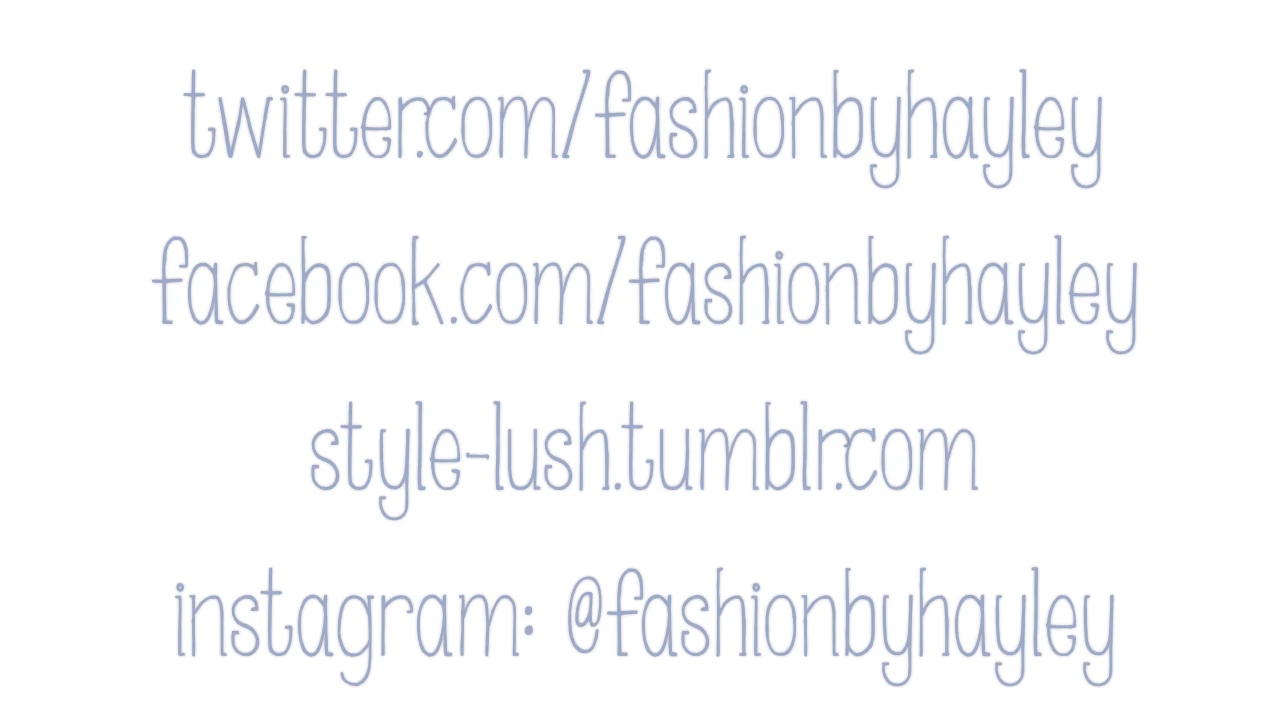 twitter.com/fashionbyhayley
facebook.com/fashionbyhayley
style-lush.tumblr.com
instagram: @fashionbyhayley